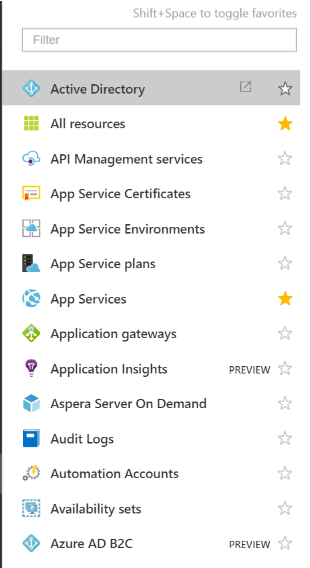 Shift+Space to toggle favorites
Filter
Active Directory
All resources
API Management services
App Service Certificates
App Service Environments
App Service plans
App Services
Application gateways
Application Insights PREVIEW
Aspera Server On Demand
Audit Logs
Automation Accounts
Availability sets
Azure AD B2C PREVIEW